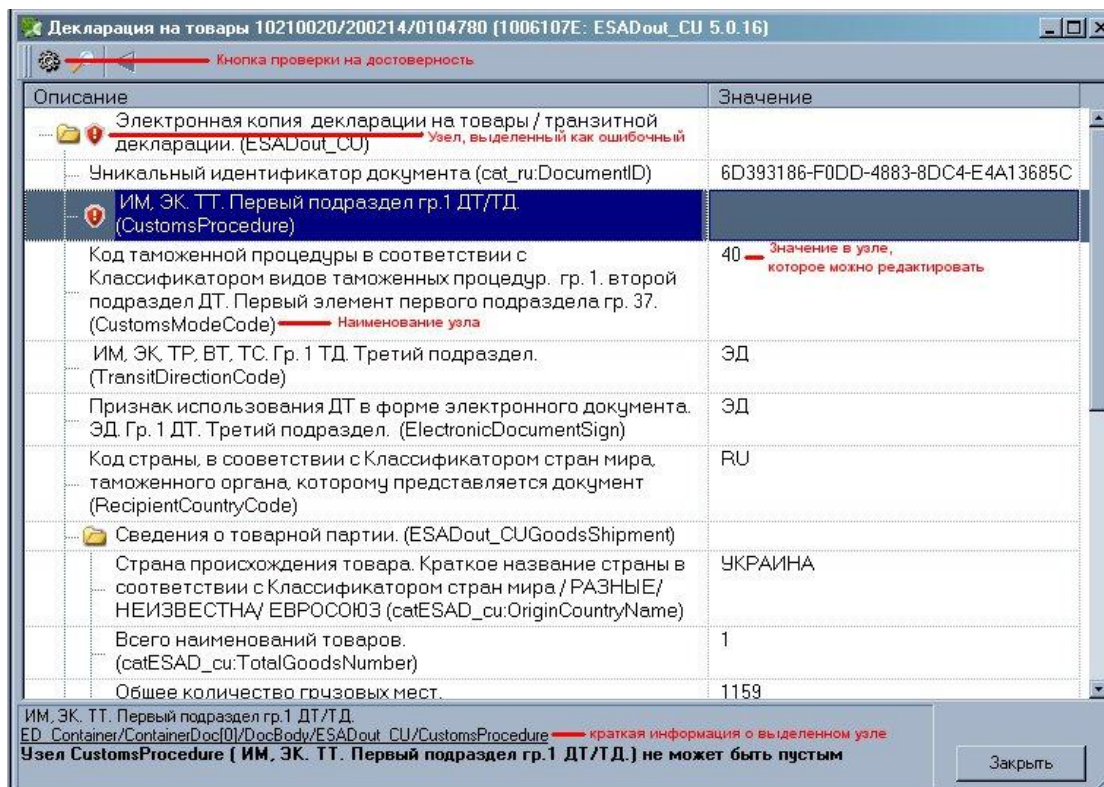 Декларация на товары 10210020/200214/0104780 (1006107E: ESADout_CU 5.0.16)
Кнопка проверки на достоверность
Описание Значение
Электронная копия декларации на товары / транзитной
декларации. (ESADout_CU)
Узел, выделенный как ошибочный
Уникальный идентификатор документа (cat_ru:DocumentID) 6D393186-F0DD-4883-8DC4-E4A13685C
ИМ, ЭК. ТТ. Первый подраздел гр.1 ДТ/ТД.
(CustomsProcedure)
Код таможенной процедуры в соответствии с
Классификатором видов таможенных процедур. гр. 1. второй
подраздел ДТ. Первый элемент первого подраздела гр. 37.
(CustomsModeCode)
Наименование узла
40
Значение в узле,
которое можно редактировать
ИМ, ЭК, ТР, ВТ, ТС. Гр. 1 ТД. Третий подраздел.
(TransitDirectionCode)
ЭД
Признак использования ДТ в форме электронного документа.
ЭД. Гр. 1 ДТ. Третий подраздел. (ElectronicDocumentSign)
ЭД
Код страны, в сооветствии с Классификатором стран мира,
таможенного органа, которому представляется документ
(RecipientCountryCode)
RU
Сведения о товарной партии. (ESADout_CUGoodsShipment)
Страна происхождения товара. Краткое название страны в
соответствии с Классификатором стран мира / РАЗНЫЕ/
НЕИЗВЕСТНА/ ЕВРОСОЮЗ (catESAD_cu:OriginCountryName)
УКРАИНА
Всего наименований товаров.
(catESAD_cu:TotalGoodsNumber)
1
Общее количество грузовых мест. 1159
ИМ, ЭК. ТТ. Первый подраздел гр.1 ДТ/ТД.
ED_Container/ContainerDoc[0]/DocBody/ESADout_CU/CustomsProcedure
краткая информация о выделенном узле
Узел CustomsProcedure ( ИМ, ЭК. ТТ. Первый подраздел гр.1 ДТ/ТД.) не может быть пустым
Закрыть